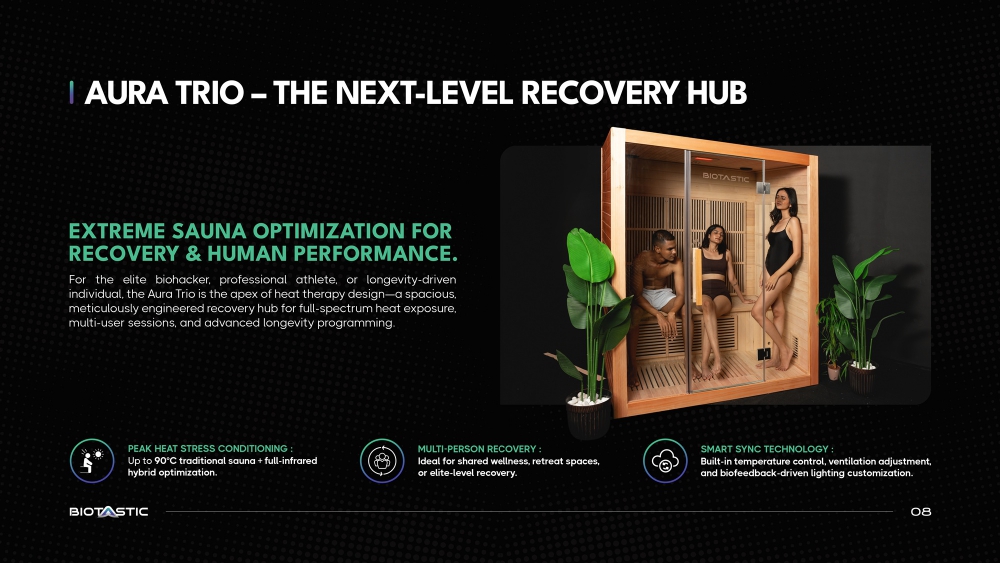 AURA TRIO – THE NEXT-LEVEL RECOVERY HUB
BIOTASTIC
EXTREME SAUNA OPTIMIZATION FOR
RECOVERY & HUMAN PERFORMANCE.
For the elite biohacker, professional athlete, or longevity-driven
individual, the Aura Trio is the apex of heat therapy design—a spacious,
meticulously engineered recovery hub for full-spectrum heat exposure,
multi-user sessions, and advanced longevity programming.
PEAK HEAT STRESS CONDITIONING :
Up to 90°C traditional sauna + full-infrared
hybrid optimization.
MULTI-PERSON RECOVERY :
Ideal for shared wellness, retreat spaces,
or elite-level recovery.
SMART SYNC TECHNOLOGY :
Built-in temperature control, ventilation adjustment,
and biofeedback-driven lighting customization.
BIOTASTIC
08